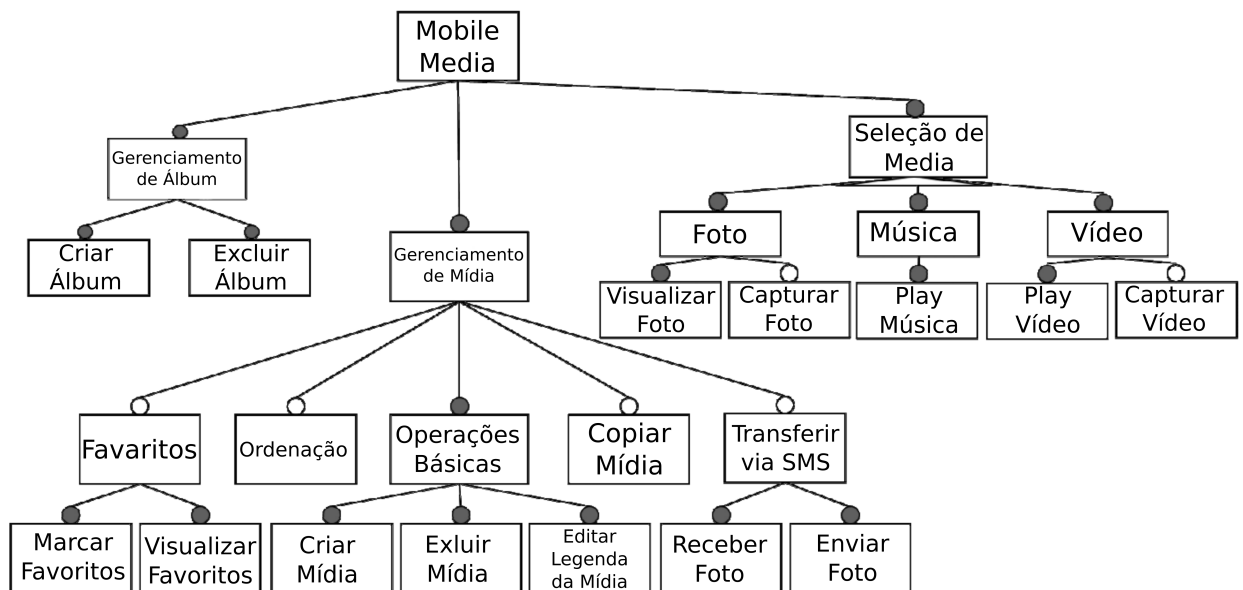 Mobile
Media
Gerenciamento
de Álbum
Seleção de
Media
Criar
Álbum
Excluir
Álbum
Gerenciamento
de Mídia
Foto
Música
Vídeo
Visualizar
Foto
Capturar
Foto
Play
Música
Play
Vídeo
Capturar
Vídeo
Favaritos
Ordenação
Operações
Básicas
Copiar
Mídia
Transferir
via SMS
Marcar
Favoritos
Visualizar
Favoritos
Criar
Mídia
Exluir
Mídia
Editar
Legenda
da Mídia
Receber
Foto
Enviar
Foto